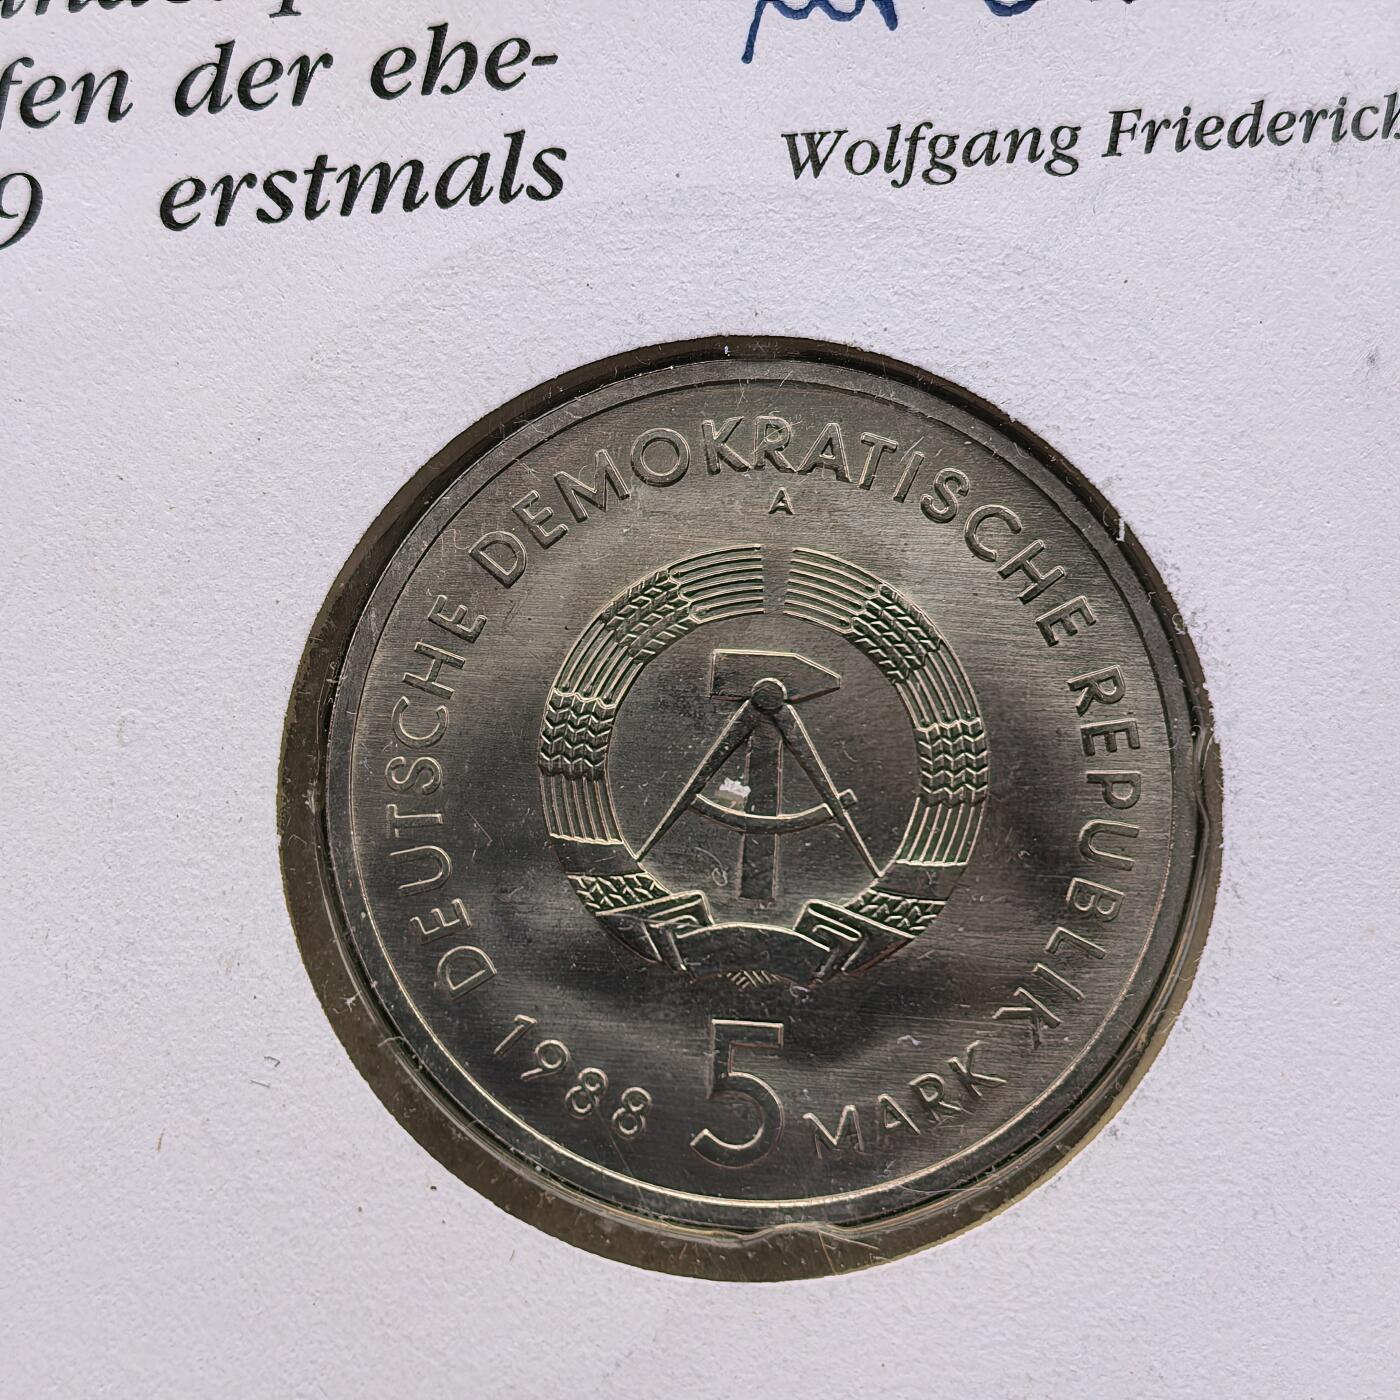 fen der ehe-
9 erstmals
Wolfgang Friederich
DEUTSCHE DEMOKRATISCHE REPUBLIK
A
1988 5 MARK